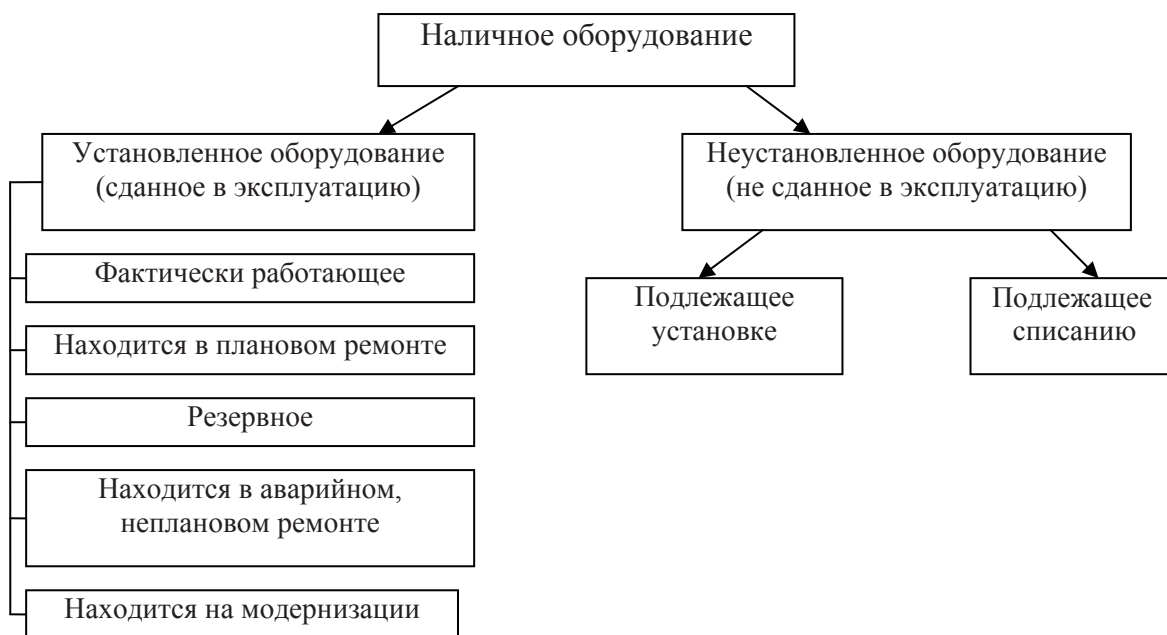 Наличное оборудование
Установленное оборудование
(сданное в эксплуатацию)
Неустановленное оборудование
(не сданное в эксплуатацию)
Фактически работающее
Находится в плановом ремонте
Резервное
Находится в аварийном,
неплановом ремонте
Находится на модернизации
Подлежащее
установке
Подлежащее
списанию